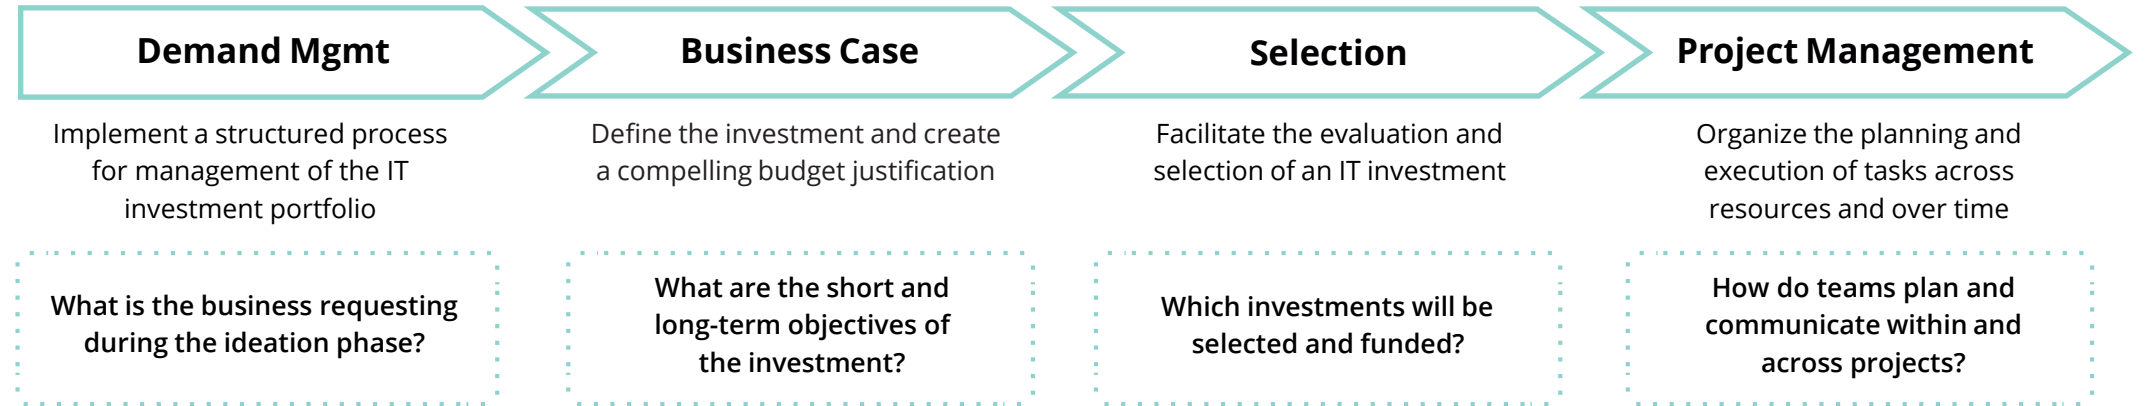 Demand Mgmt
Business Case
Selection
Project Management
Implement a structured process
for management of the IT
investment portfolio
Define the investment and create
a compelling budget justification
Facilitate the evaluation and
selection of an IT investment
Organize the planning and
execution of tasks across
resources and over time
What is the business requesting
during the ideation phase?
What are the short and
long-term objectives of
the investment?
Which investments will be
selected and funded?
How do teams plan and
communicate within and
across projects?